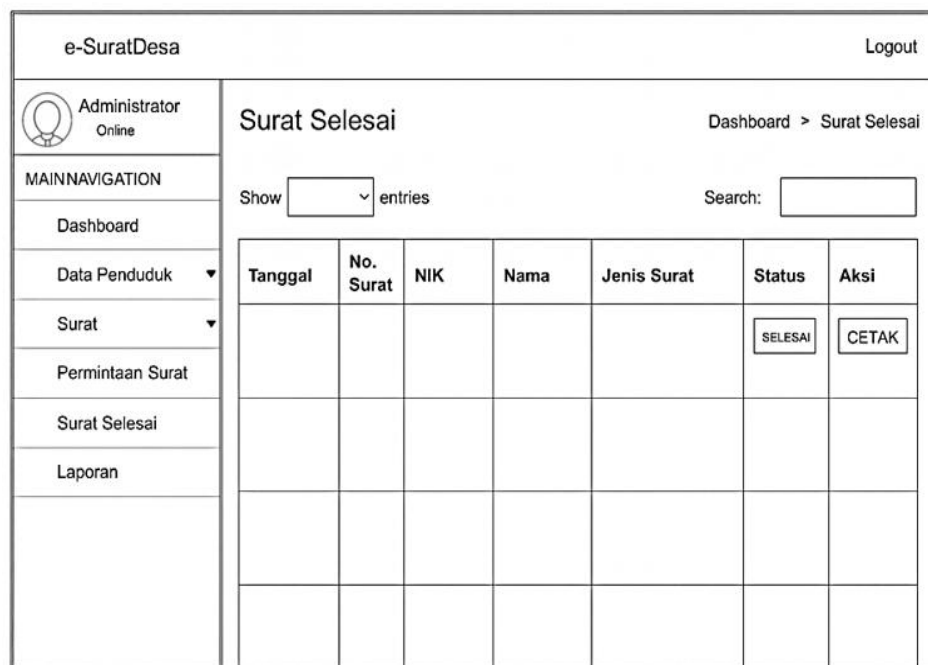 e-SuratDesa
Logout
Administrator
Online
MAINNAVIGATION
Dashboard
Data Penduduk
Surat
Permintaan Surat
Surat Selesai
Laporan
Surat Selesai
Dashboard > Surat Selesai
Show entries
Search:
Tanggal No. Surat NIK Nama Jenis Surat Status Aksi
SELESAI CETAK